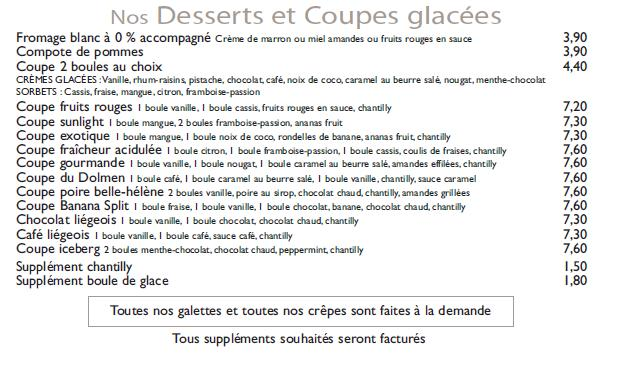 Nos Desserts et Coupes glacées
Fromage blanc à 0 % accompagné Crème de marron ou miel amandes ou fruits rouges en sauce 3,90
Compote de pommes 3,90
Coupe 2 boules au choix 4,40
CRÈMES GLACÉES : Vanille, rhum-raisins, pistache, chocolat, café, noix de coco, caramel au beurre salé, nougat, menthe-chocolat
SORBETS : Cassis, fraise, mangue, citron, framboise-passion
Coupe fruits rouges 1 boule vanille, 1 boule cassis, fruits rouges en sauce, chantilly 7,20
Coupe sunlight 1 boule mangue, 2 boules framboise-passion, ananas fruit 7,30
Coupe exotique 1 boule mangue, 1 boule noix de coco, rondelles de banane, ananas fruit, chantilly 7,30
Coupe fraîcheur acidulée 1 boule citron, 1 boule framboise-passion, 1 boule cassis, coulis de fraises, chantilly 7,60
Coupe gourmande 1 boule vanille, 1 boule nougat, 1 boule caramel au beurre salé, amandes effilées, chantilly 7,60
Coupe du Dolmen 1 boule café, 1 boule caramel au beurre salé, 1 boule vanille, chantilly, sauce caramel 7,60
Coupe poire belle-hélène 2 boules vanille, poire au sirop, chocolat chaud, chantilly, amandes grillées 7,60
Coupe Banana Split 1 boule fraise, 1 boule vanille, 1 boule chocolat, banane, chocolat chaud, chantilly 7,60
Chocolat liégeois 1 boule vanille, 1 boule chocolat, chocolat chaud, chantilly 7,30
Café liégeois 1 boule vanille, 1 boule café, sauce café, chantilly 7,30
Coupe iceberg 2 boules menthe-chocolat, chocolat chaud, peppermint, chantilly 7,60
Supplément chantilly 1,50
Supplément boule de glace 1,80
Toutes nos galettes et toutes nos crêpes sont faites à la demande
Tous suppléments souhaités seront facturés